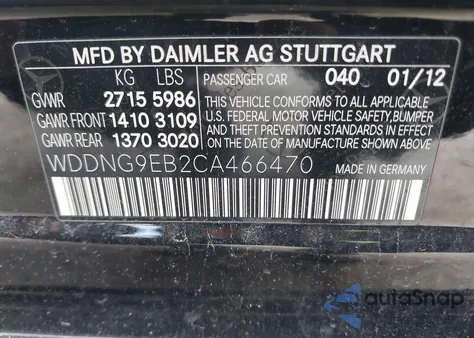 MFD BY DAIMLER AG STUTTGART
KG LBS PASSENGER CAR 040 01/12
GVWR 2715 5986
GAWR FRONT 1410 3109
GAWR REAR 1370 3020
THIS VEHICLE CONFORMS TO ALL APPLICABLE
U.S. FEDERAL MOTOR VEHICLE SAFETY, BUMPER,
AND THEFT PREVENTION STANDARDS IN EFFECT
ON THE DATE OF MANUFACTURE SHOWN ABOVE.
WDDNG9EB2CA466470 MADE IN GERMANY
autoSnap